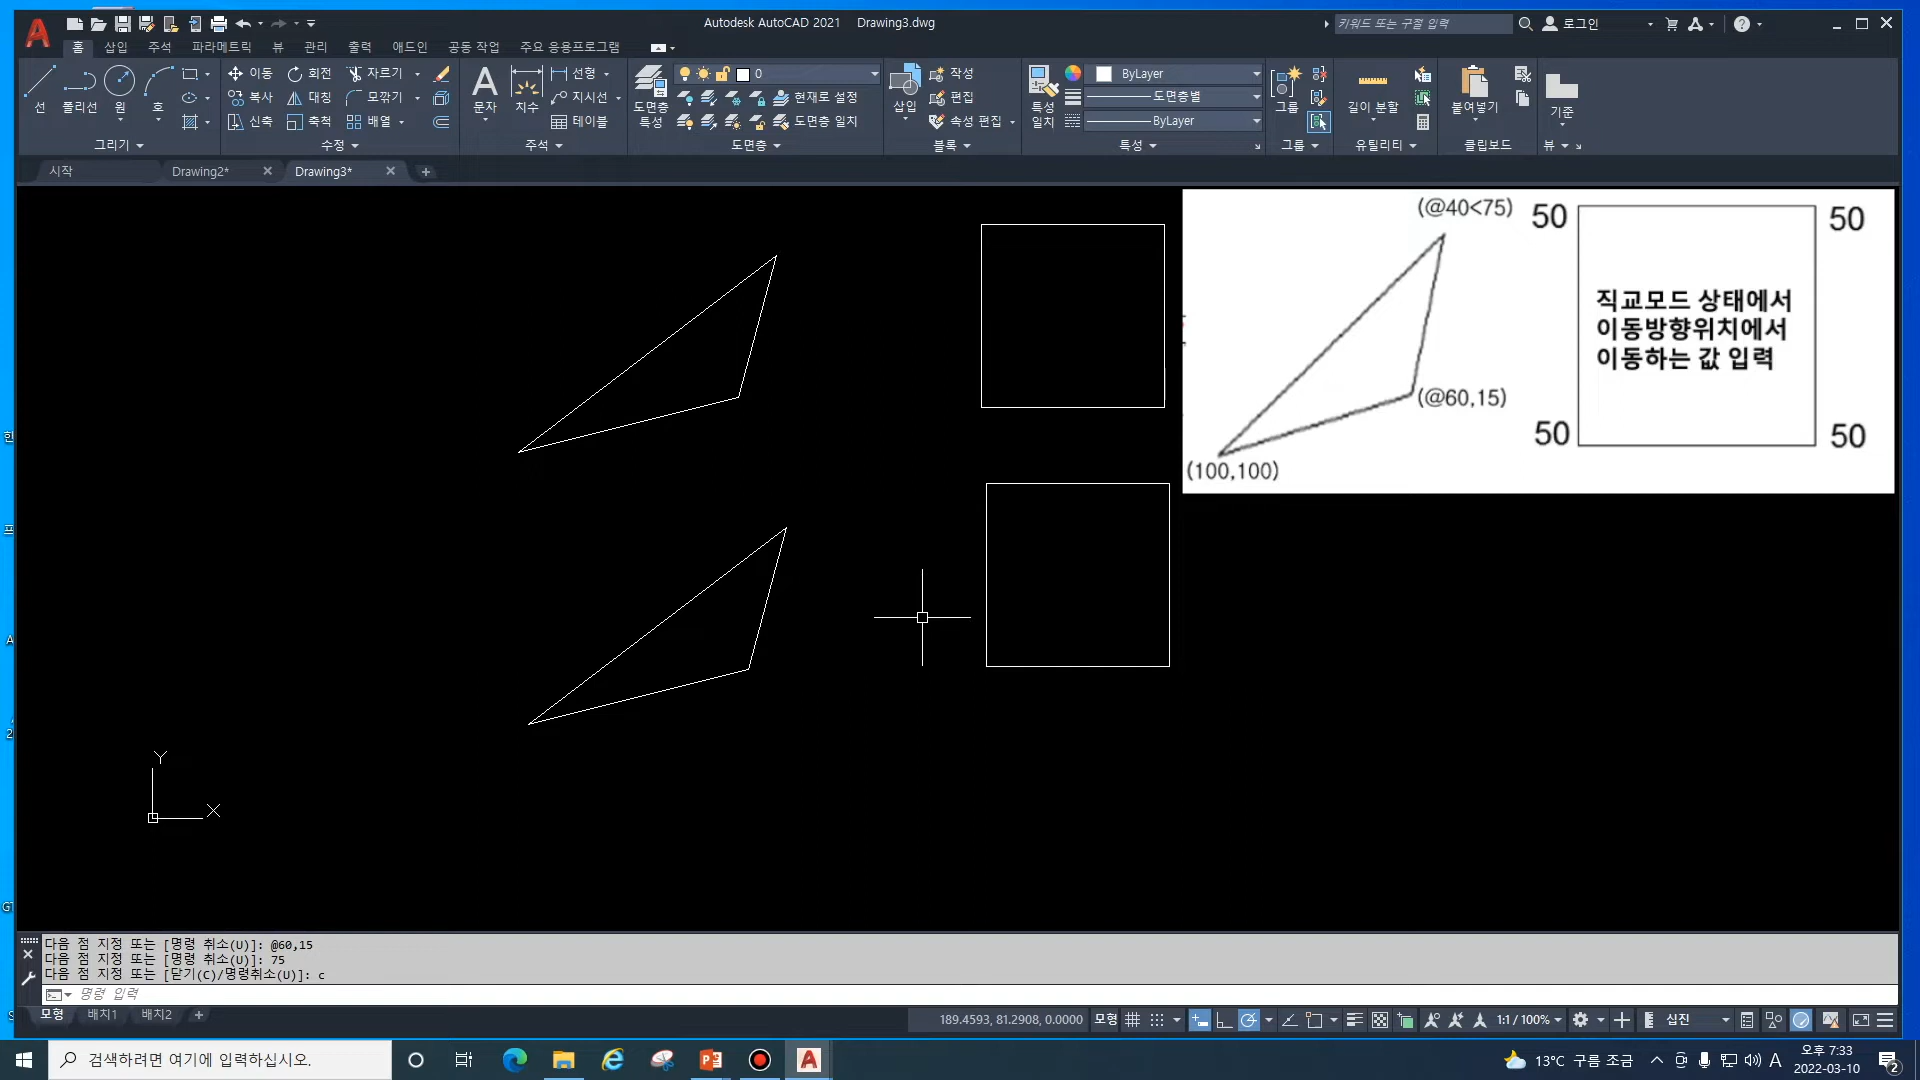 Autodesk AutoCAD 2021 Drawing3.dwg
키워드 또는 구절 입력
로그인
홈 삽입 주석 파라메트릭 뷰 관리 출력 애드인 공동 작업 주요 응용프로그램
선 폴리선 원 호
그리기
이동 회전 자르기
복사 대칭 모깎기
신축 축척 배열
수정
문자 치수
선형
지시선
테이블
주석
도면층 특성
0
현재로 설정
도면층 일치
도면층
삽입
작성
편집
속성 편집
블록
특성 일치
ByLayer
도면층별
ByLayer
특성
그룹
그룹
길이 분할
유틸리티
붙여넣기
클립보드
기준
뷰
시작 Drawing2* Drawing3*
(@40<75)
(@60,15)
(100,100)
50 50
직교모드 상태에서
이동방향위치에서
이동하는 값 입력
50 50
Y
X
다음 점 지정 또는 [명령 취소(U)]: @60,15
다음 점 지정 또는 [명령 취소(U)]: 75
다음 점 지정 또는 [닫기(C)/명령취소(U)]: c
명령 입력
모형 배치1 배치2
189.4593, 81.2908, 0.0000 모형 1:1 / 100% 십진
검색하려면 여기에 입력하십시오.
13°C 구름 조금
A
오후 7:33
2022-03-10
2